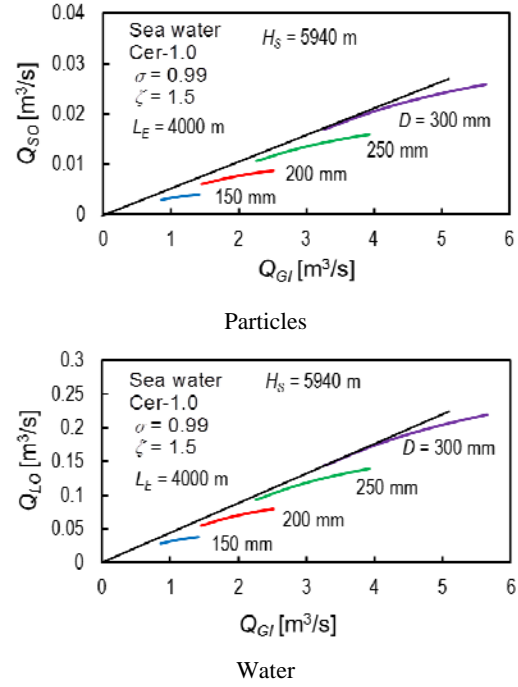 0.04
0.03
0.02
0.01
0
Q_SO [m³/s]
Sea water
Cer-1.0
σ = 0.99
ζ = 1.5
L_E = 4000 m
H_S = 5940 m
D = 300 mm
250 mm
200 mm
150 mm
0 1 2 3 4 5 6
Q_GI [m³/s]
Particles
0.3
0.25
0.2
0.15
0.1
0.05
0
Q_LO [m³/s]
Sea water
Cer-1.0
σ = 0.99
ζ = 1.5
L_E = 4000 m
H_S = 5940 m
D = 300 mm
250 mm
200 mm
150 mm
0 1 2 3 4 5 6
Q_GI [m³/s]
Water